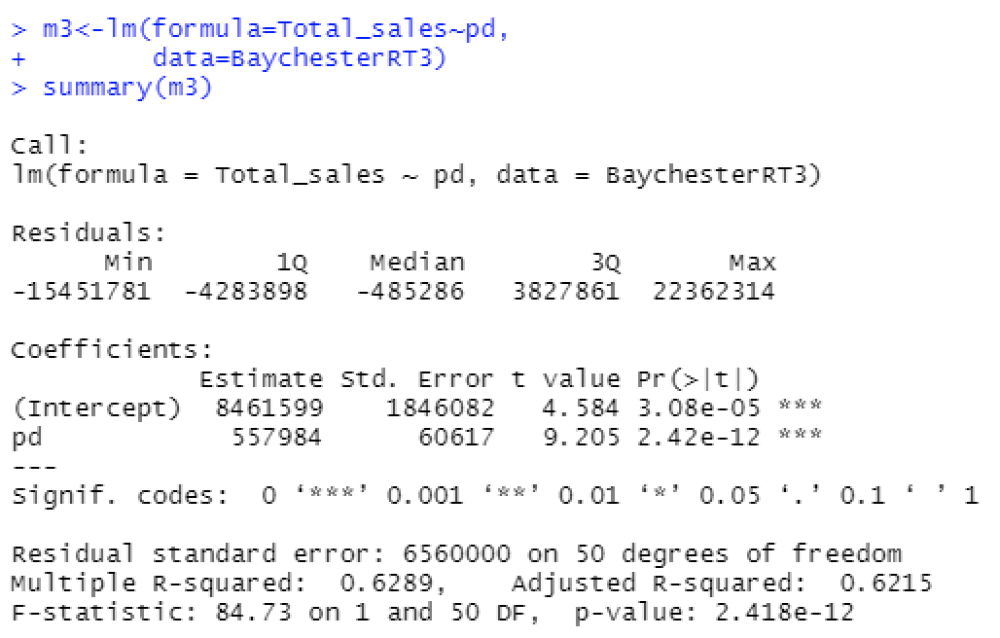 > m3<-lm(formula=Total_sales~pd,
+         data=BaychesterRT3)
> summary(m3)
Call:
lm(formula = Total_sales ~ pd, data = BaychesterRT3)
Residuals:
      Min        1Q    Median        3Q       Max
-15451781  -4283898   -485286   3827861  22362314
Coefficients:
            Estimate Std. Error t value Pr(>|t|)
(Intercept)  8461599    1846082   4.584 3.08e-05 ***
pd            557984      60617   9.205 2.42e-12 ***
---
Signif. codes:  0 ‘***’ 0.001 ‘**’ 0.01 ‘*’ 0.05 ‘.’ 0.1 ‘ ’ 1
Residual standard error: 6560000 on 50 degrees of freedom
Multiple R-squared:  0.6289,    Adjusted R-squared:  0.6215
F-statistic: 84.73 on 1 and 50 DF,  p-value: 2.418e-12